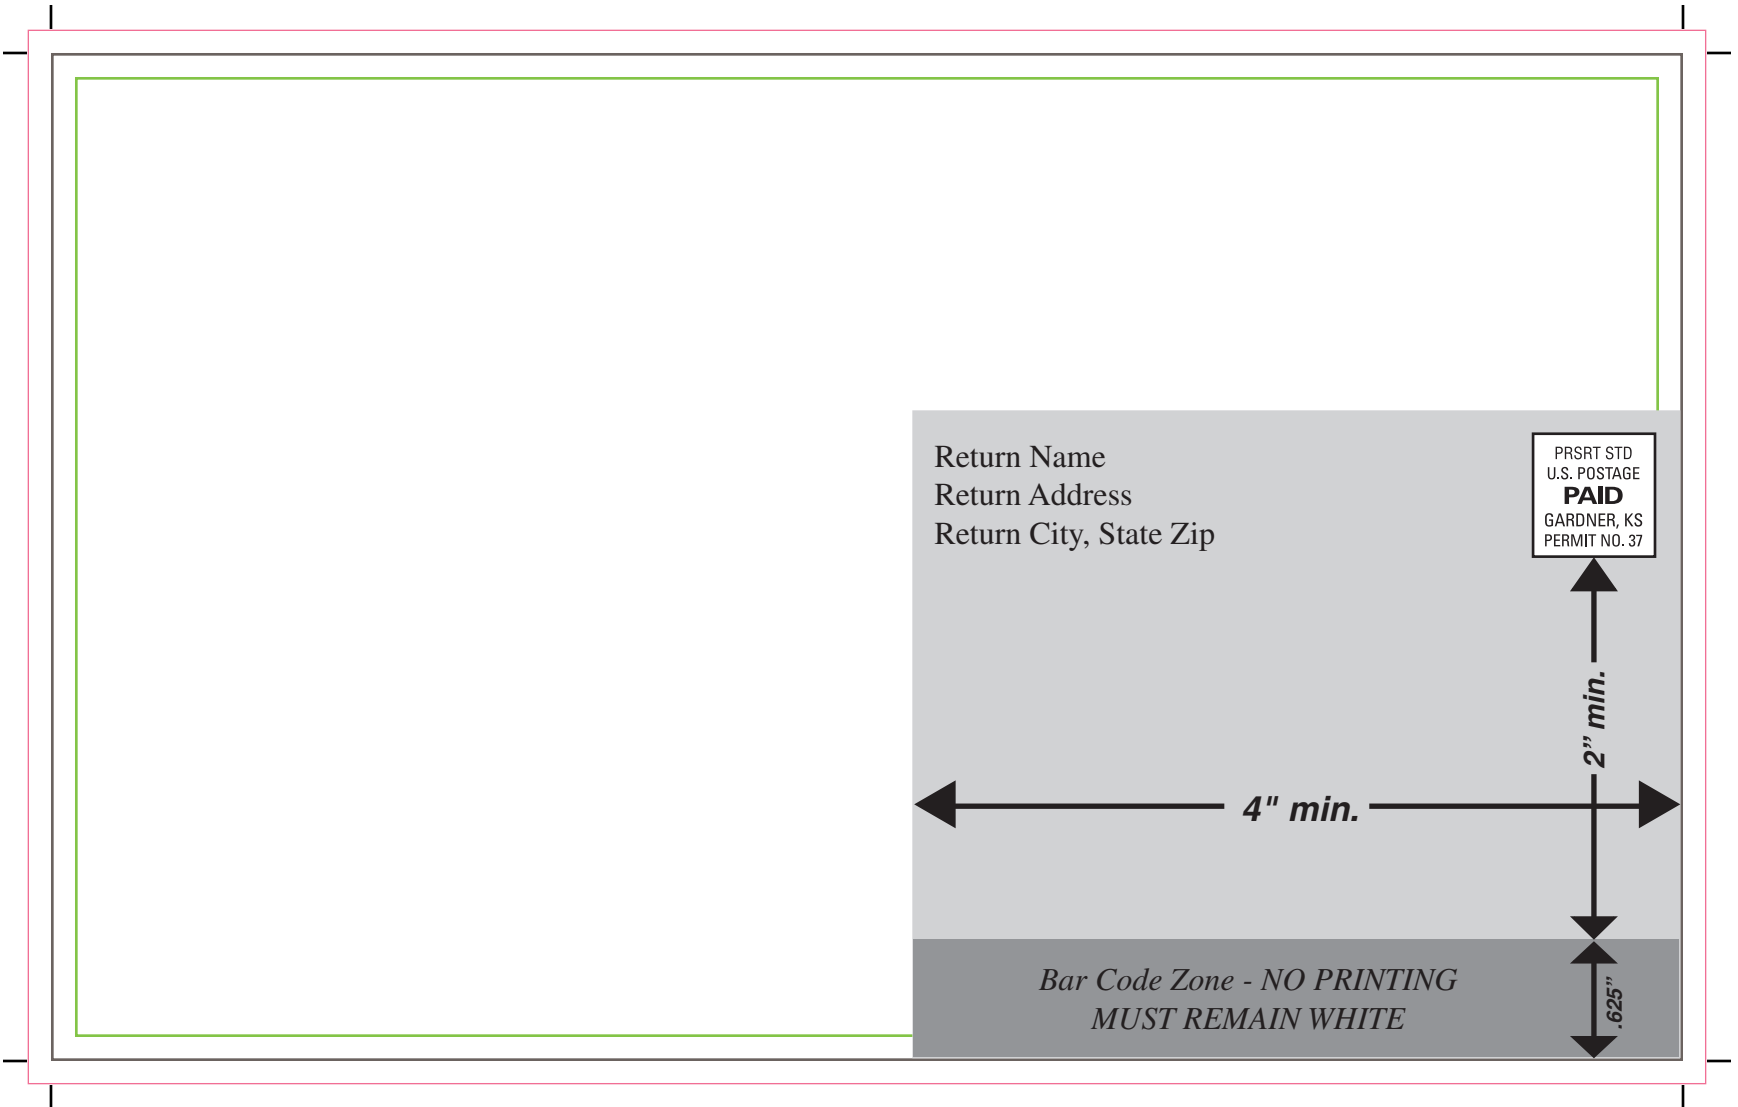 Return Name
Return Address
Return City, State Zip
PRSRT STD
U.S. POSTAGE
PAID
GARDNER, KS
PERMIT NO. 37
2” min.
4" min.
Bar Code Zone - NO PRINTING
MUST REMAIN WHITE
.625”